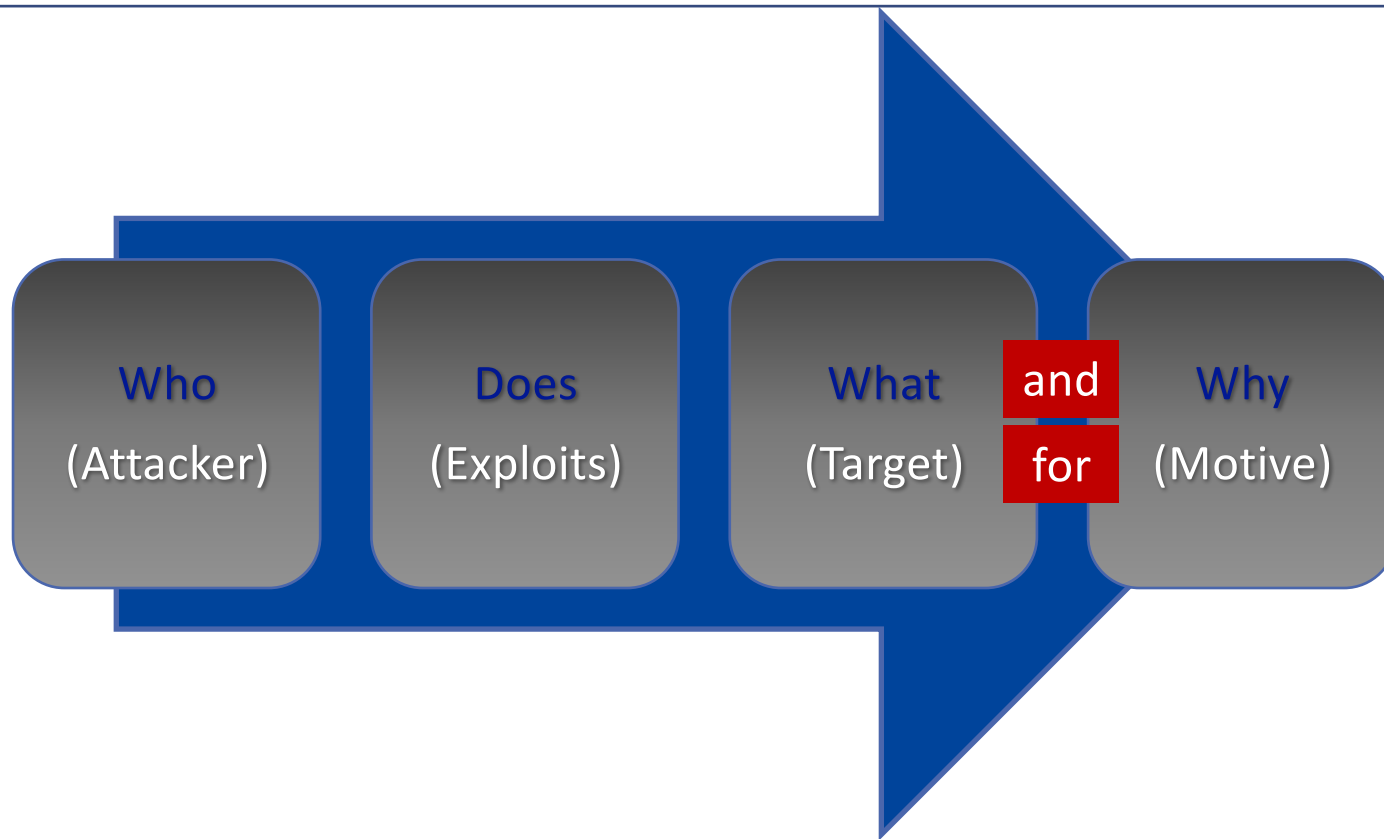 Who
(Attacker)
Does
(Exploits)
What
(Target)
and
for
Why
(Motive)